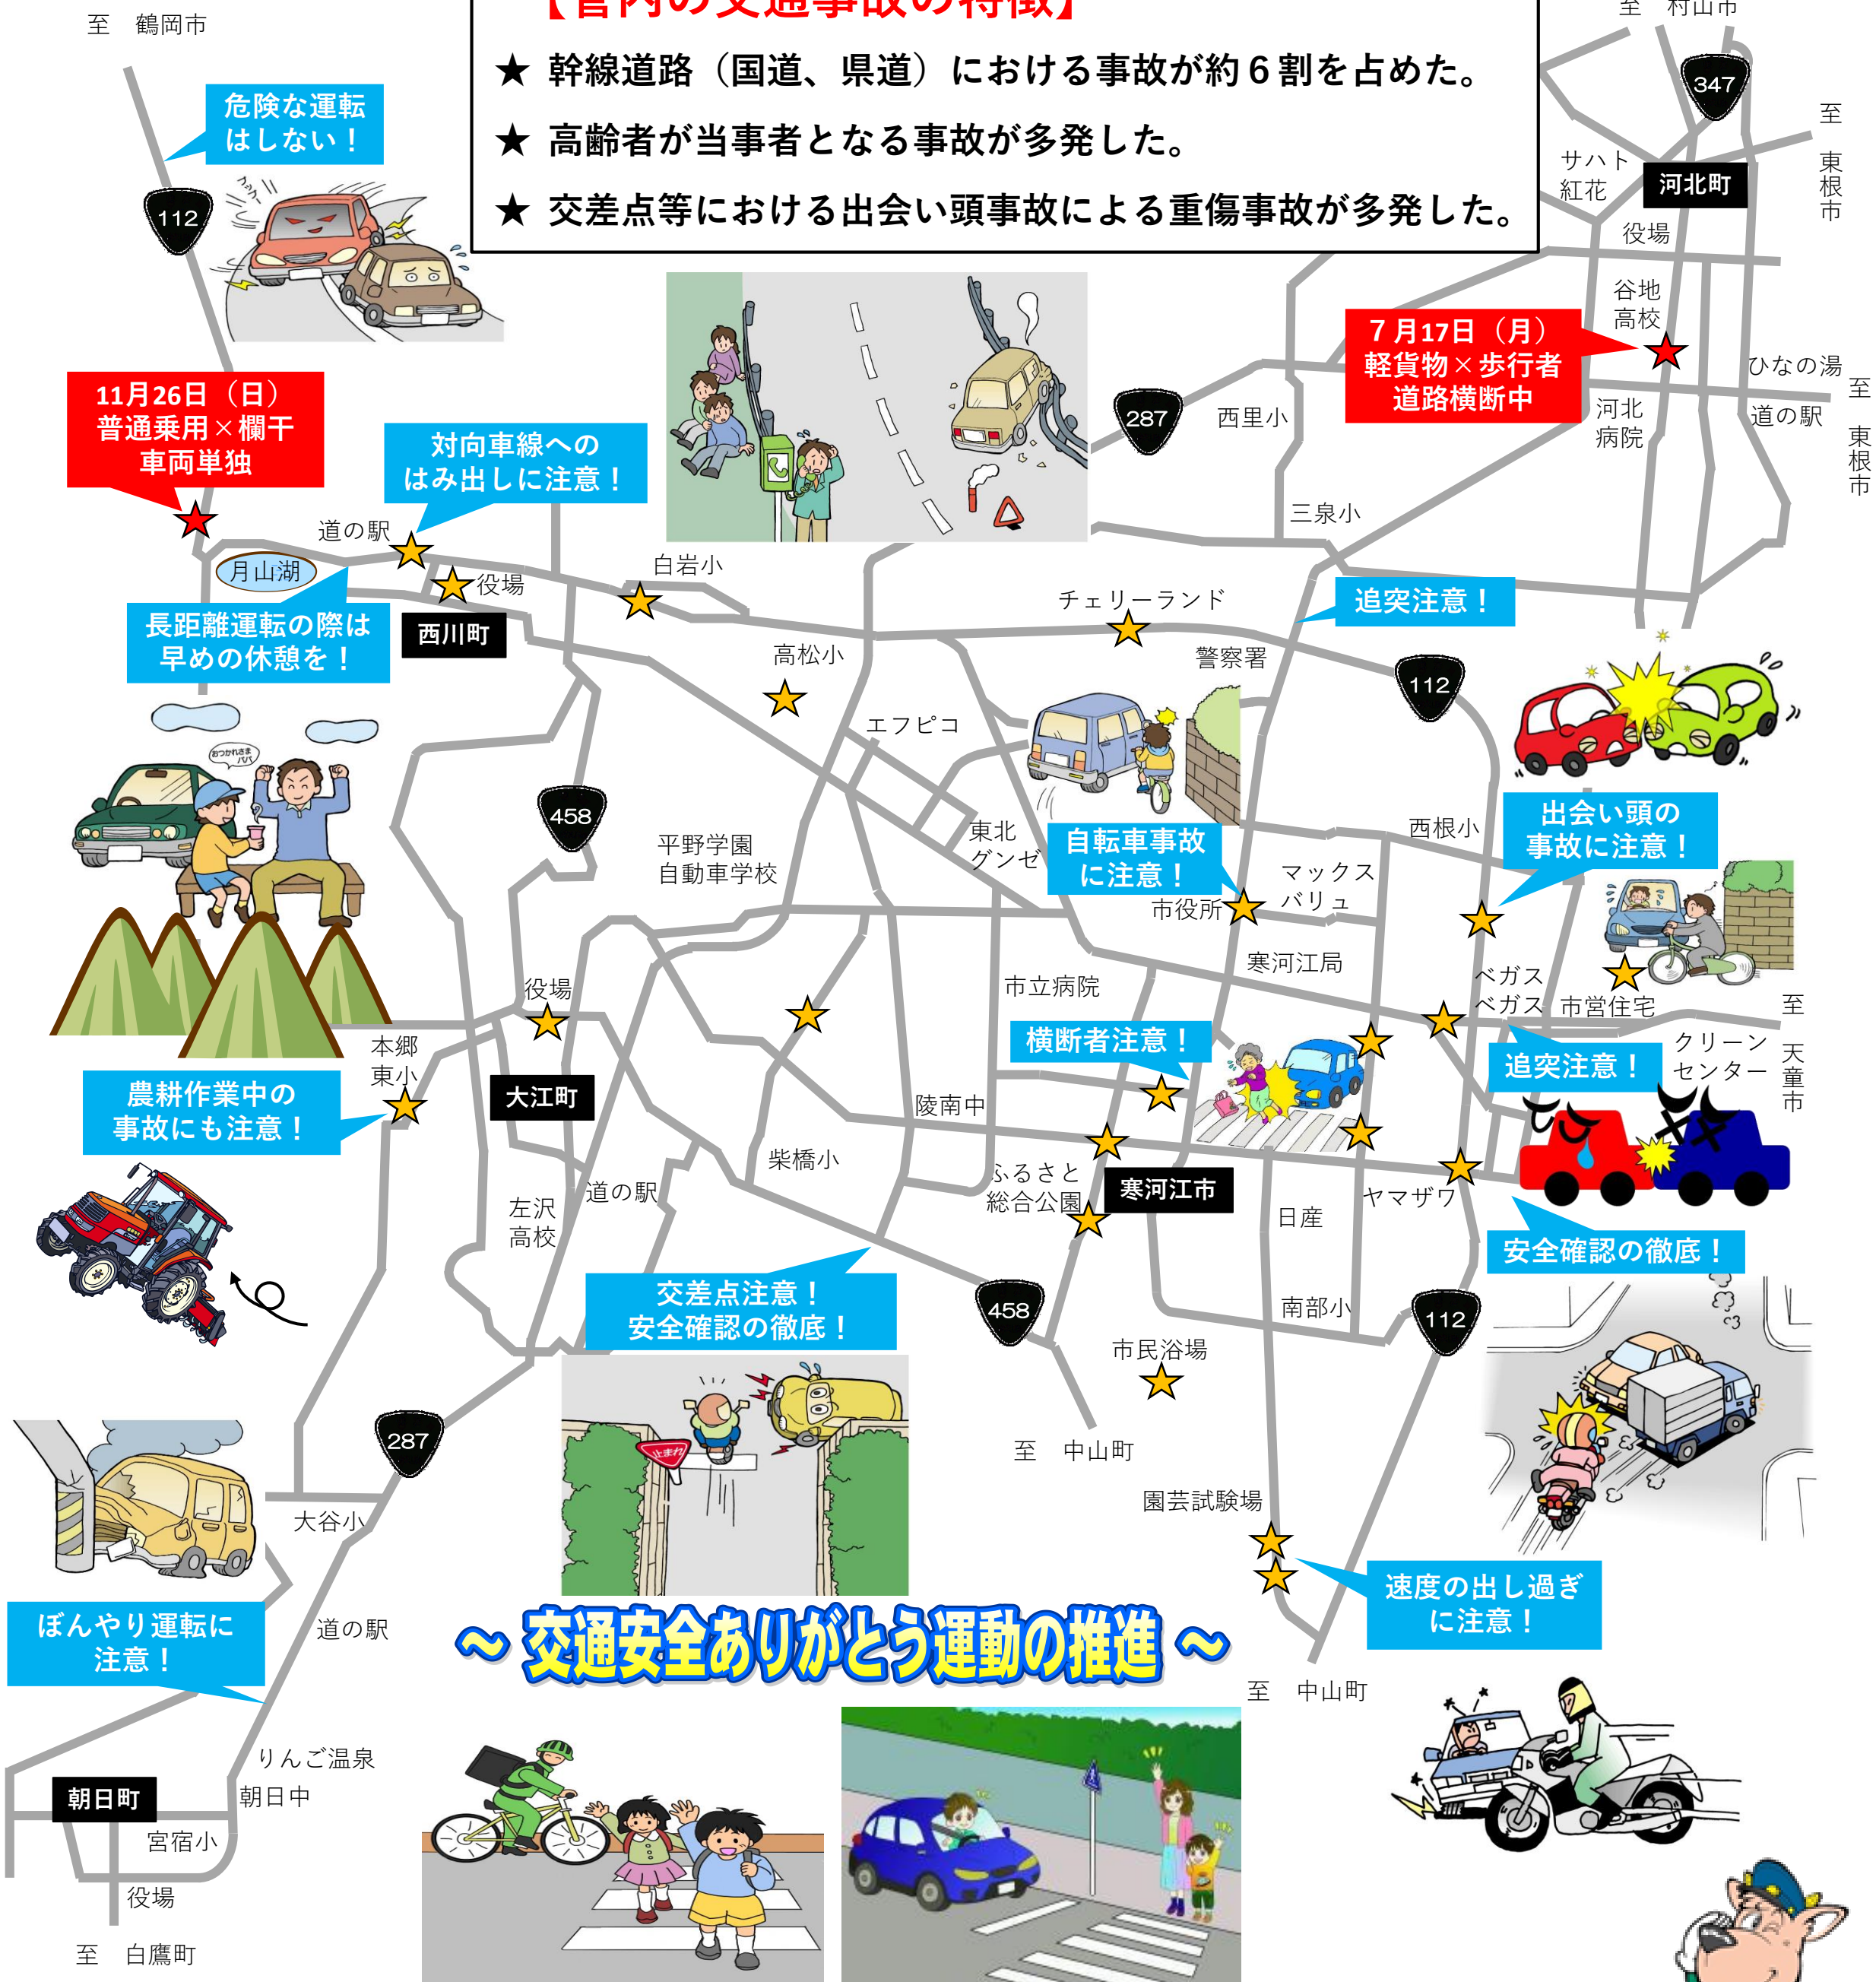 【管内の交通事故の特徴】
★ 幹線道路（国道、県道）における事故が約６割を占めた。
★ 高齢者が当事者となる事故が多発した。
★ 交差点等における出会い頭事故による重傷事故が多発した。
至　鶴岡市
至　村山市
347
危険な運転
はしない！
112
至　東根市
サハト
紅花
河北町
役場
谷地
高校
７月17日（月）
軽貨物×歩行者
道路横断中
ひなの湯
道の駅
至　東根市
河北
病院
287
西里小
11月26日（日）
普通乗用×欄干
車両単独
対向車線への
はみ出しに注意！
三泉小
道の駅
月山湖
役場
白岩小
チェリーランド
追突注意！
長距離運転の際は
早めの休憩を！
西川町
高松小
警察署
112
エフピコ
おつかれさま
パパ
458
平野学園
自動車学校
東北
グンゼ
自転車事故
に注意！
西根小
出会い頭の
事故に注意！
マックス
バリュ
市役所
寒河江局
役場
市立病院
ベガス
ベガス
市営住宅
至　天童市
本郷
東小
横断者注意！
追突注意！
クリーン
センター
農耕作業中の
事故にも注意！
大江町
陵南中
柴橋小
ふるさと
総合公園
寒河江市
ヤマザワ
左沢
高校
道の駅
日産
安全確認の徹底！
交差点注意！
安全確認の徹底！
458
南部小
112
市民浴場
止まれ
287
至　中山町
大谷小
園芸試験場
速度の出し過ぎ
に注意！
ぼんやり運転に
注意！
道の駅
～ 交通安全ありがとう運動の推進 ～
至　中山町
りんご温泉
朝日町
朝日中
宮宿小
役場
至　白鷹町